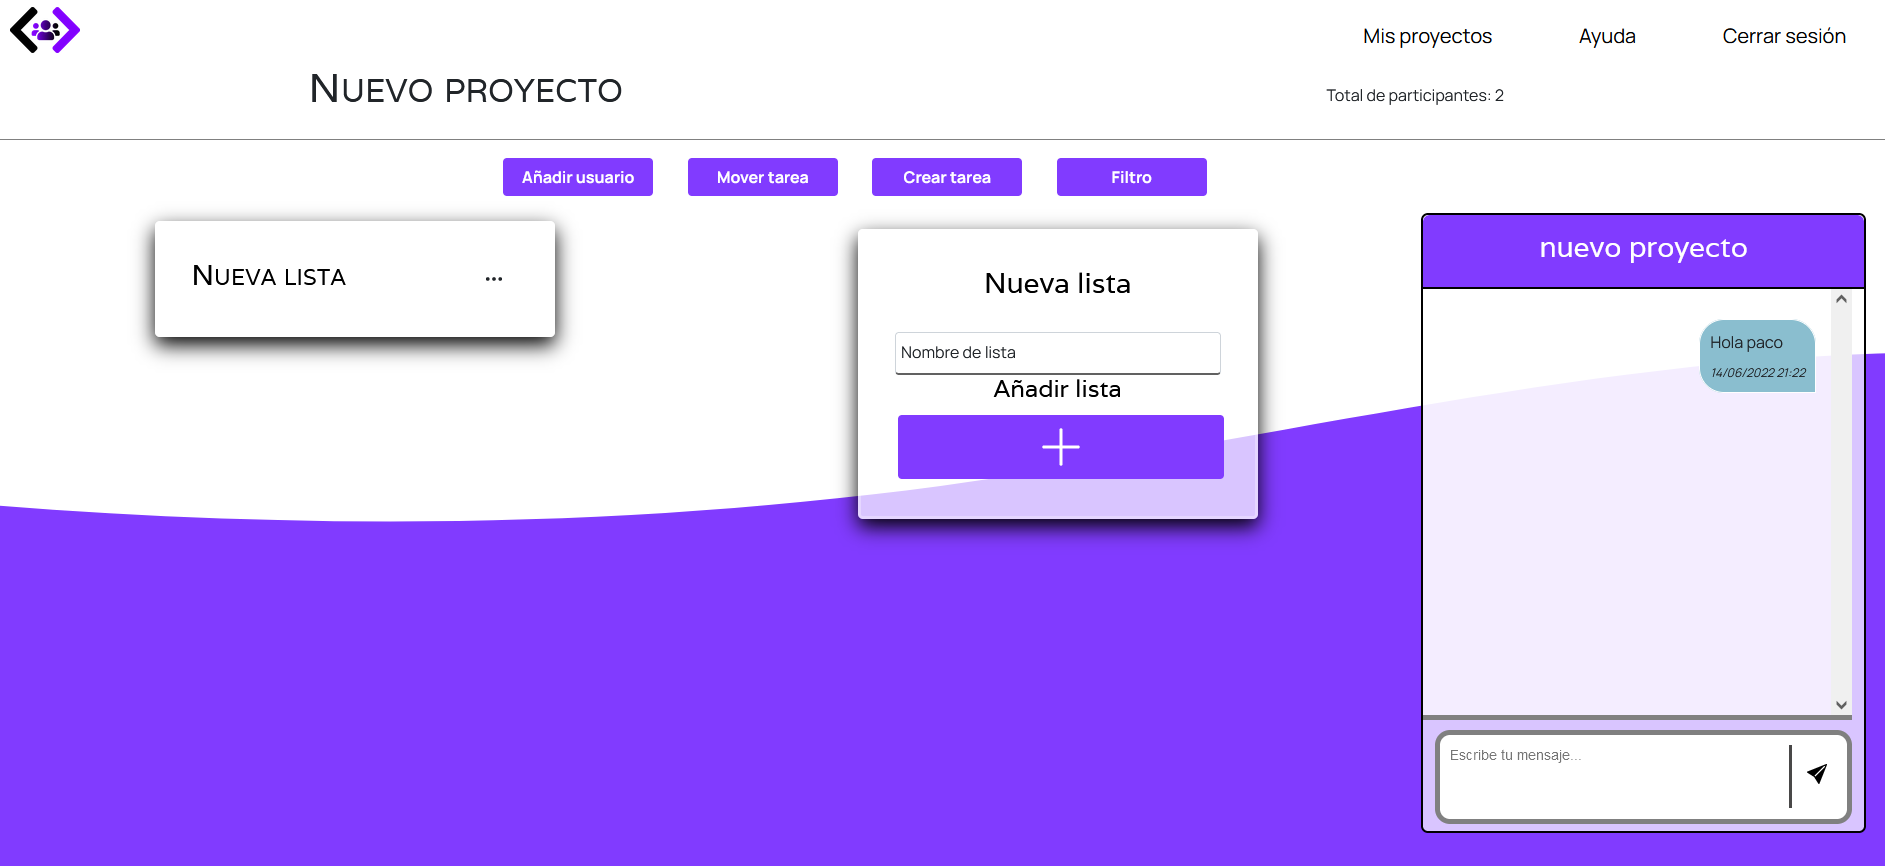 Mis proyectos Ayuda Cerrar sesión
Nuevo proyecto
Total de participantes: 2
Añadir usuario Mover tarea Crear tarea Filtro
Nueva lista
Nueva lista
Nombre de lista
Añadir lista
nuevo proyecto
Hola paco
14/06/2022 21:22
Escribe tu mensaje...